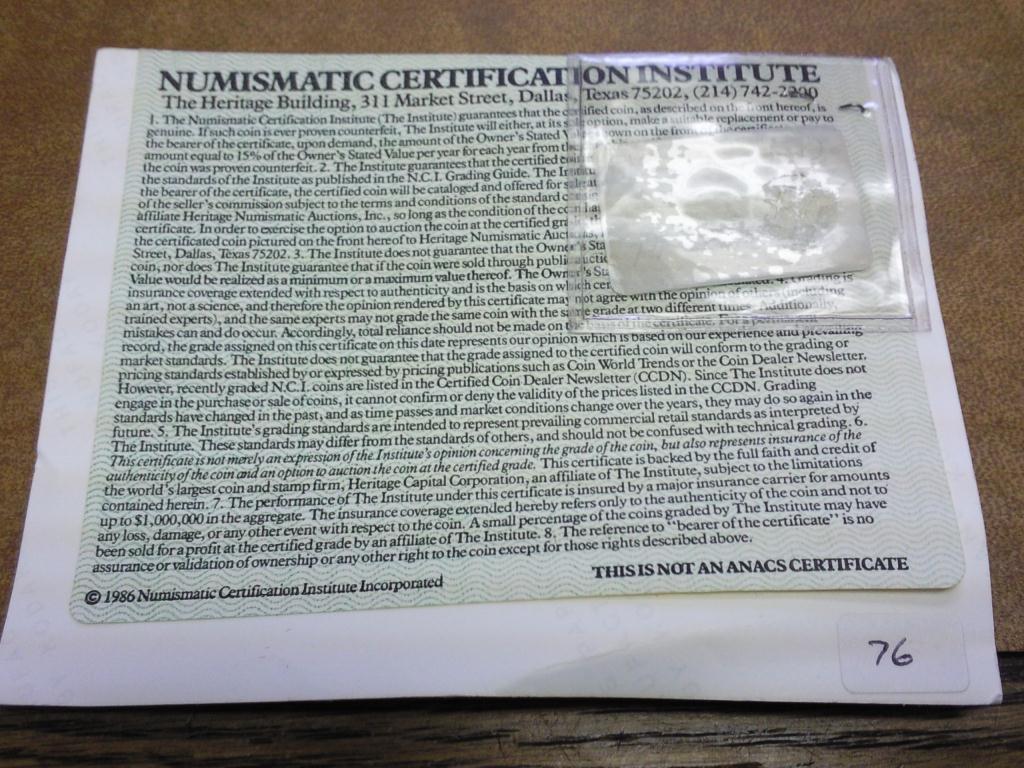 NUMISMATIC CERTIFICATION INSTITUTE
The Heritage Building, 311 Market Street, Dallas, Texas 75202, (214) 742-2200
1. The Numismatic Certification Institute (The Institute) guarantees that the certified coin, as described on the front hereof, is
genuine. If such coin is ever proven counterfeit, The Institute will either, at its option, make a suitable replacement or pay to
the bearer of the certificate, upon demand, the amount of the Owner's Stated shown on the front
amount equal to 15% of the Owner's Stated Value per year for each year from the
the coin was proven counterfeit. 2. The Institute guarantees that the certified
the standards of the Institute as published in the N.C.I. Grading Guide. The
the bearer of the certificate, the certified coin will be cataloged and offered for sale at
of the seller's commission subject to the terms and conditions of the standard
affiliate Heritage Numismatic Auctions, Inc., so long as the condition of the
certificate. In order to exercise the option to auction the coin at the certified
the certificated coin pictured on the front hereof to Heritage Numismatic
Street, Dallas, Texas 75202. 3. The Institute does not guarantee that the
coin, nor does The Institute guarantee that if the coin were sold through public
Value would be realized as a minimum or a maximum value thereof. The
insurance coverage extended with respect to authenticity and is the basis on which 4. Grading is
an art, not a science, and therefore the opinion rendered by this certificate may not agree with the opinion of others (including
trained experts), and the same experts may not grade the same coin with the same grade at two different times. Additionally,
mistakes can and do occur. Accordingly, total reliance should not be made on the basis of the certificate. For a permanent
record, the grade assigned on this certificate on this date represents our opinion which is based on our experience and prevailing
market standards. The Institute does not guarantee that the grade assigned to the certified coin will conform to the grading or
pricing standards established by or expressed by pricing publications such as Coin World Trends or the Coin Dealer Newsletter.
However, recently graded N.C.I. coins are listed in the Certified Coin Dealer Newsletter (CCDN). Since The Institute does not
engage in the purchase or sale of coins, it cannot confirm or deny the validity of the prices listed in the CCDN. Grading
standards have changed in the past, and as time passes and market conditions change over the years, they may do so again in the
future. 5. The Institute's grading standards are intended to represent prevailing commercial retail standards as interpreted by
The Institute. These standards may differ from the standards of others, and should not be confused with technical grading. 6.
This certificate is not merely an expression of the Institute's opinion concerning the grade of the coin, but also represents insurance of the
authenticity of the coin and an option to auction the coin at the certified grade. This certificate is backed by the full faith and credit of
the world's largest coin and stamp firm, Heritage Capital Corporation, an affiliate of The Institute, subject to the limitations
contained herein. 7. The performance of The Institute under this certificate is insured by a major insurance carrier for amounts
up to $1,000,000 in the aggregate. The insurance coverage extended hereby refers only to the authenticity of the coin and not to
any loss, damage, or any other event with respect to the coin. A small percentage of the coins graded by The Institute may have
been sold for a profit at the certified grade by an affiliate of The Institute. 8. The reference to "bearer of the certificate" is no
assurance or validation of ownership or any other right to the coin except for those rights described above.
THIS IS NOT AN ANACS CERTIFICATE
© 1986 Numismatic Certification Institute Incorporated
76